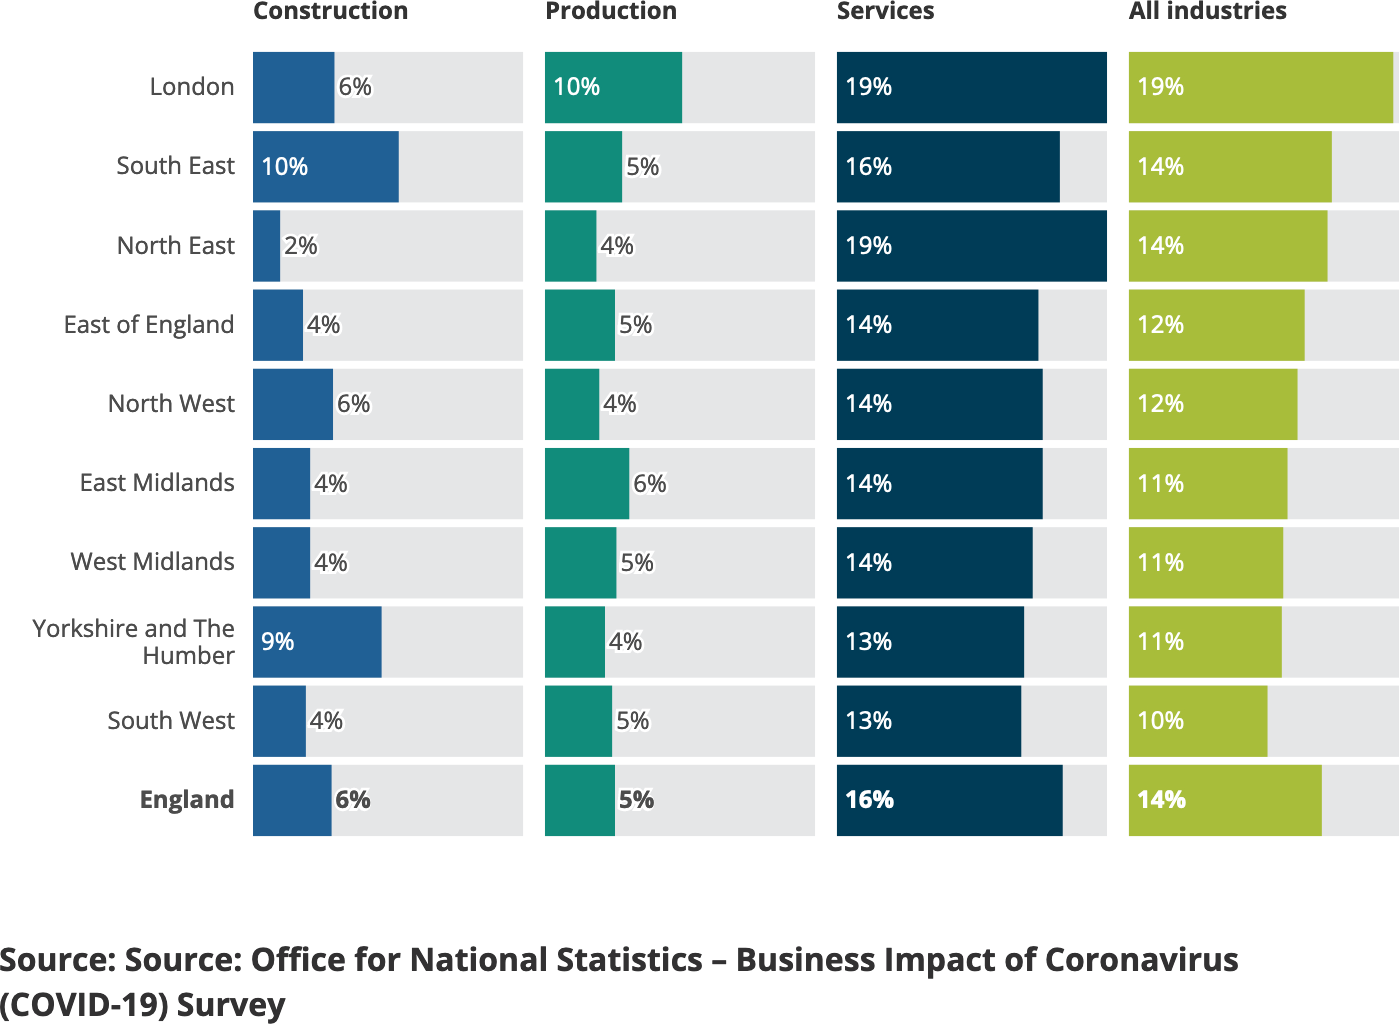 Construction Production Services All industries
London 6% 10% 19% 19%
South East 10% 5% 16% 14%
North East 2% 4% 19% 14%
East of England 4% 5% 14% 12%
North West 6% 4% 14% 12%
East Midlands 4% 6% 14% 11%
West Midlands 4% 5% 14% 11%
Yorkshire and The
Humber 9% 4% 13% 11%
South West 4% 5% 13% 10%
England 6% 5% 16% 14%
Source: Source: Office for National Statistics – Business Impact of Coronavirus
(COVID-19) Survey